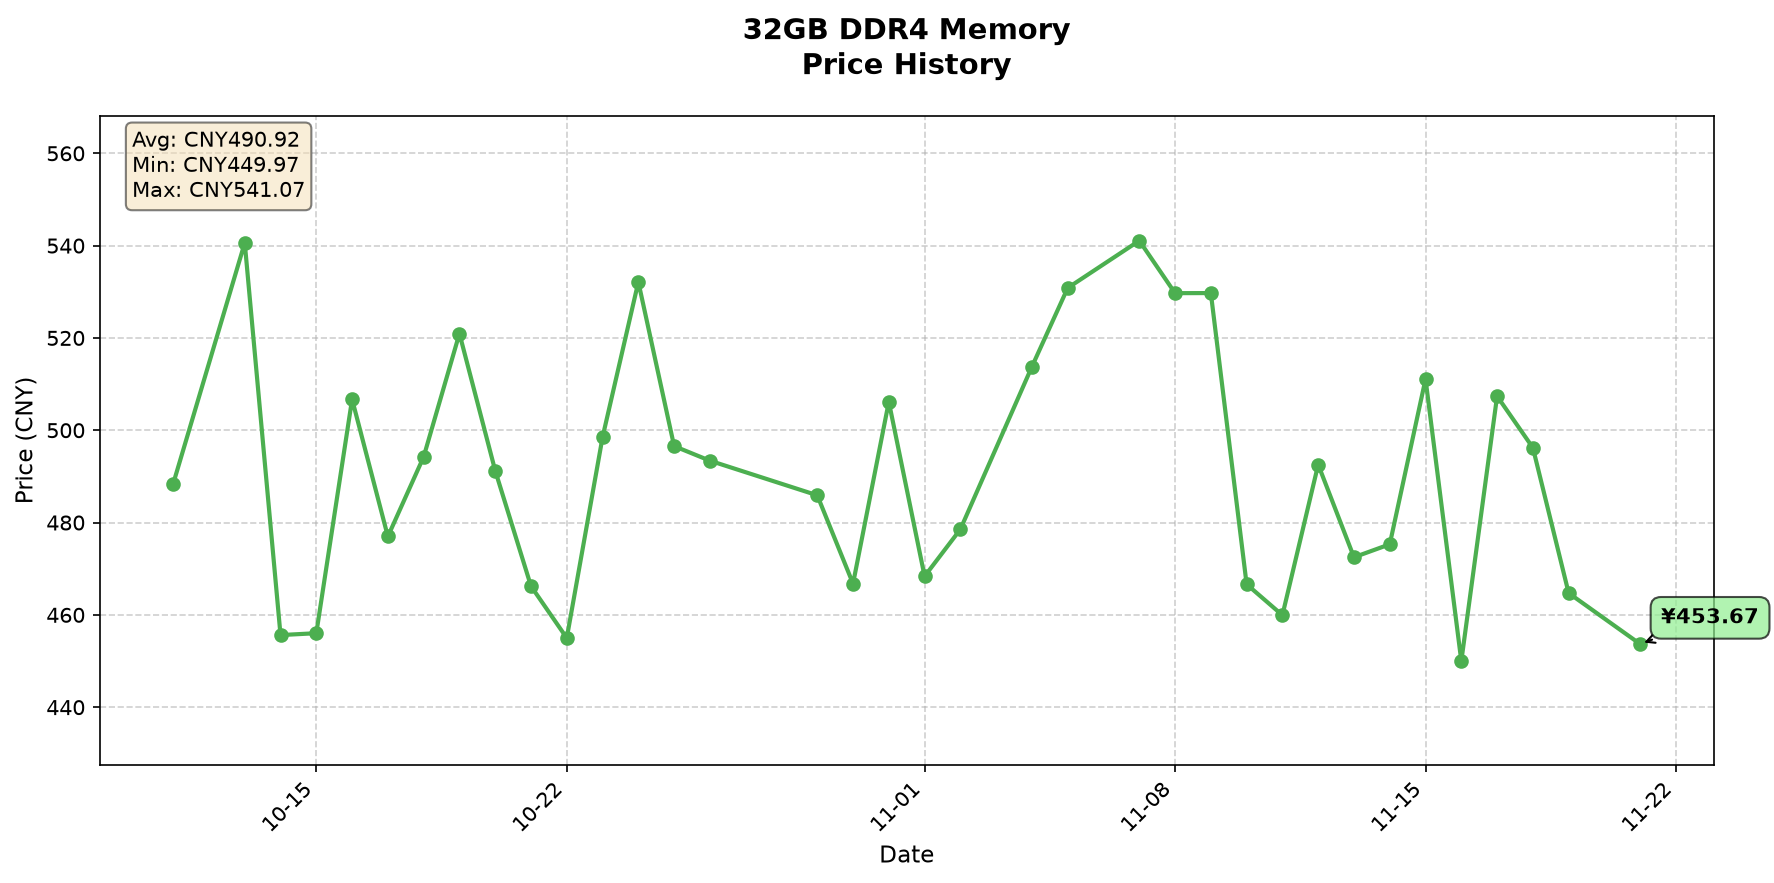 32GB DDR4 Memory
Price History
Avg: CNY490.92
Min: CNY449.97
Max: CNY541.07
560
540
520
500
480
460
440
Price (CNY)
¥453.67
10-15
10-22
11-01
11-08
11-15
11-22
Date